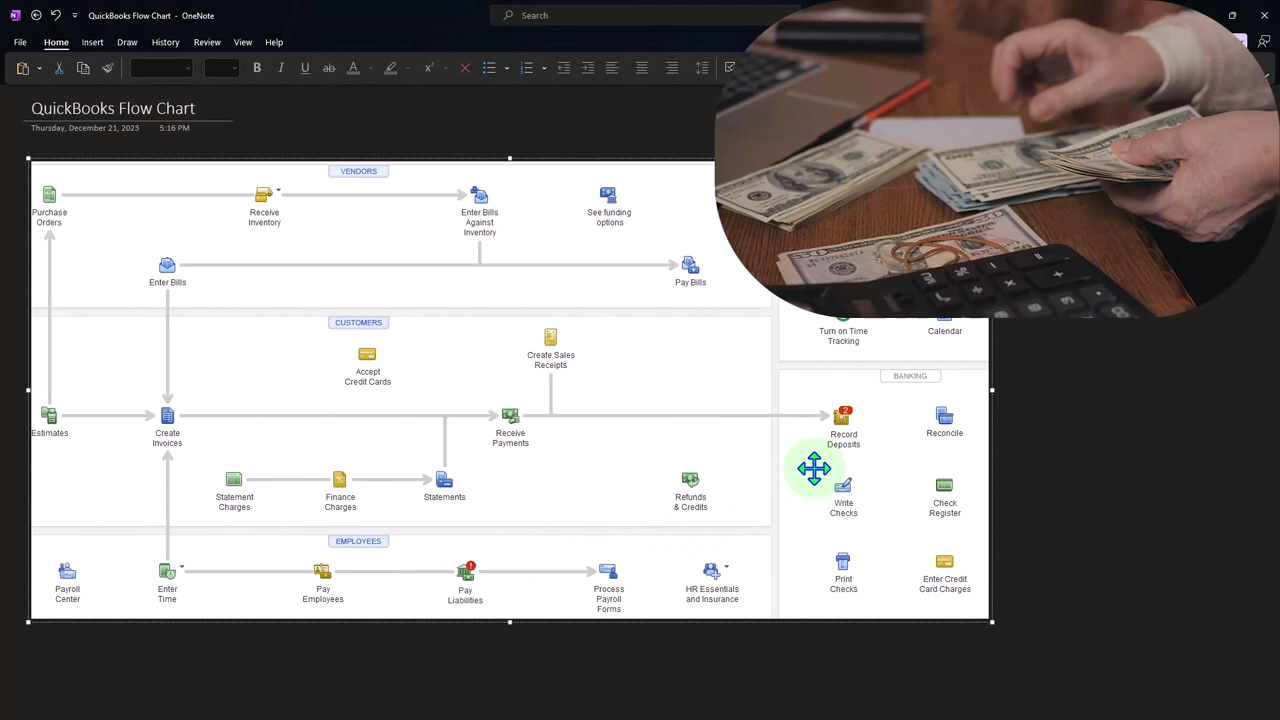 QuickBooks Flow Chart - OneNote
Search
File Home Insert Draw History Review View Help
B I U ab A
QuickBooks Flow Chart
Thursday, December 21, 2023 5:16 PM
VENDORS
Purchase
Orders
Receive
Inventory
Enter Bills
Against
Inventory
See funding
options
Enter Bills
Pay Bills
CUSTOMERS
Accept
Credit Cards
Create Sales
Receipts
Turn on Time
Tracking
Calendar
BANKING
Estimates
Create
Invoices
Receive
Payments
2
Record
Deposits
Reconcile
Statement
Charges
Finance
Charges
Statements
Refunds
& Credits
Write
Checks
Check
Register
EMPLOYEES
Payroll
Center
Enter
Time
Pay
Employees
Pay
Liabilities
Process
Payroll
Forms
HR Essentials
and Insurance
Print
Checks
Enter Credit
Card Charges